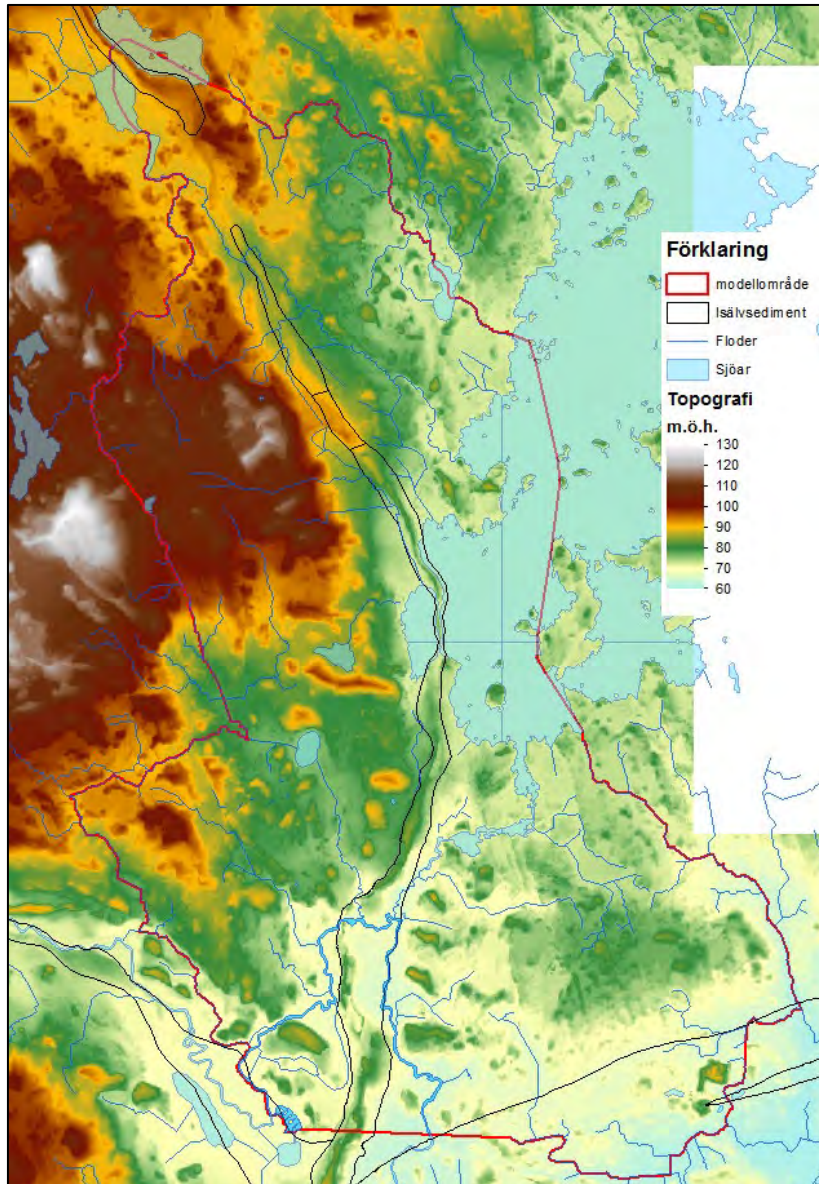 Förklaring
modellområde
Isälvsediment
Floder
Sjöar
Topografi
m.ö.h.
130
120
110
100
90
80
70
60